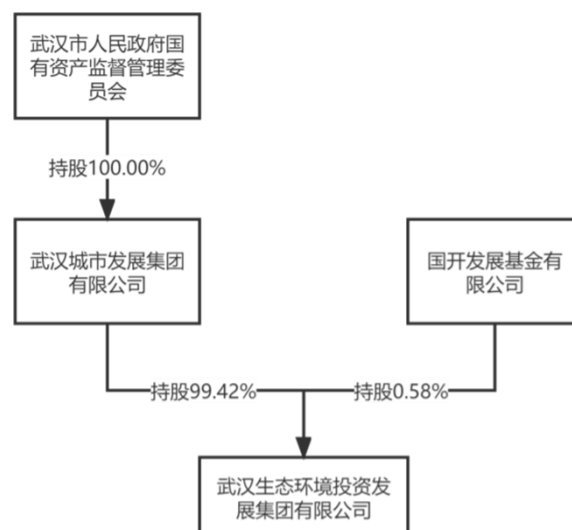 武汉市人民政府国
有资产监督管理委
员会
持股100.00%
武汉城市发展集团
有限公司
国开发展基金有
限公司
持股99.42%
持股0.58%
武汉生态环境投资发
展集团有限公司